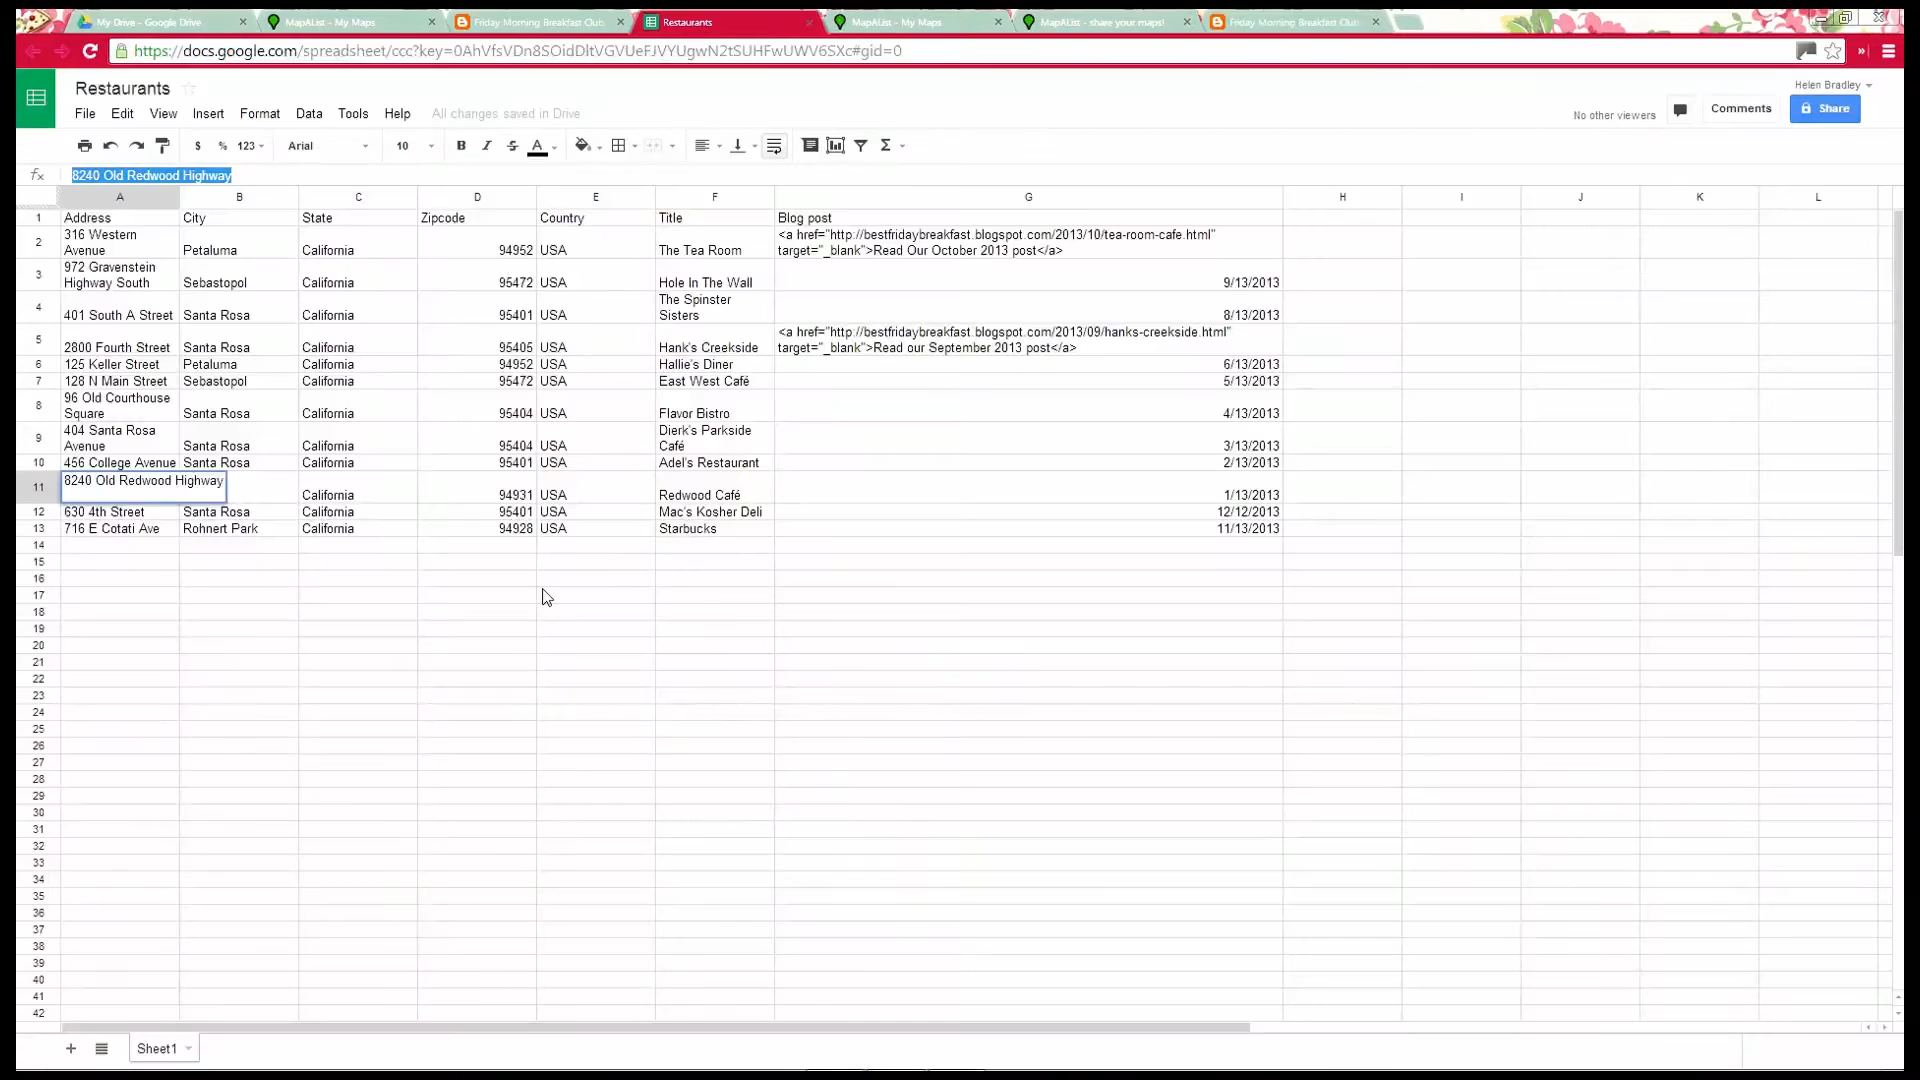 My Drive - Google Drive
MapAList - My Maps
Friday Morning Breakfast Club
Restaurants
MapAList - My Maps
MapAList - share your maps!
Friday Morning Breakfast Club
https://docs.google.com/spreadsheet/ccc?key=0AhVfsVDn8SOidDltVGVUeFJVYUgwN2tSUHFwUWV6SXc#gid=0
Restaurants
Helen Bradley
File Edit View Insert Format Data Tools Help All changes saved in Drive
No other viewers Comments Share
$ % 123 Arial 10 B I S A Σ
fx 8240 Old Redwood Highway
A B C D E F G H I J K L
1 Address City State Zipcode Country Title Blog post
316 Western <a href="http://bestfridaybreakfast.blogspot.com/2013/10/tea-room-cafe.html"
2 Avenue Petaluma California 94952 USA The Tea Room target="_blank">Read Our October 2013 post</a>
972 Gravenstein
3 Highway South Sebastopol California 95472 USA Hole In The Wall 9/13/2013
The Spinster
4 401 South A Street Santa Rosa California 95401 USA Sisters 8/13/2013
<a href="http://bestfridaybreakfast.blogspot.com/2013/09/hanks-creekside.html"
5 2800 Fourth Street Santa Rosa California 95405 USA Hank's Creekside target="_blank">Read our September 2013 post</a>
6 125 Keller Street Petaluma California 94952 USA Hallie's Diner 6/13/2013
7 128 N Main Street Sebastopol California 95472 USA East West Café 5/13/2013
96 Old Courthouse
8 Square Santa Rosa California 95404 USA Flavor Bistro 4/13/2013
404 Santa Rosa Dierk's Parkside
9 Avenue Santa Rosa California 95404 USA Café 3/13/2013
10 456 College Avenue Santa Rosa California 95401 USA Adel's Restaurant 2/13/2013
8240 Old Redwood Highway
11 California 94931 USA Redwood Café 1/13/2013
12 630 4th Street Santa Rosa California 95401 USA Mac's Kosher Deli 12/12/2013
13 716 E Cotati Ave Rohnert Park California 94928 USA Starbucks 11/13/2013
14
15
16
17
18
19
20
21
22
23
24
25
26
27
28
29
30
31
32
33
34
35
36
37
38
39
40
41
42
Sheet1